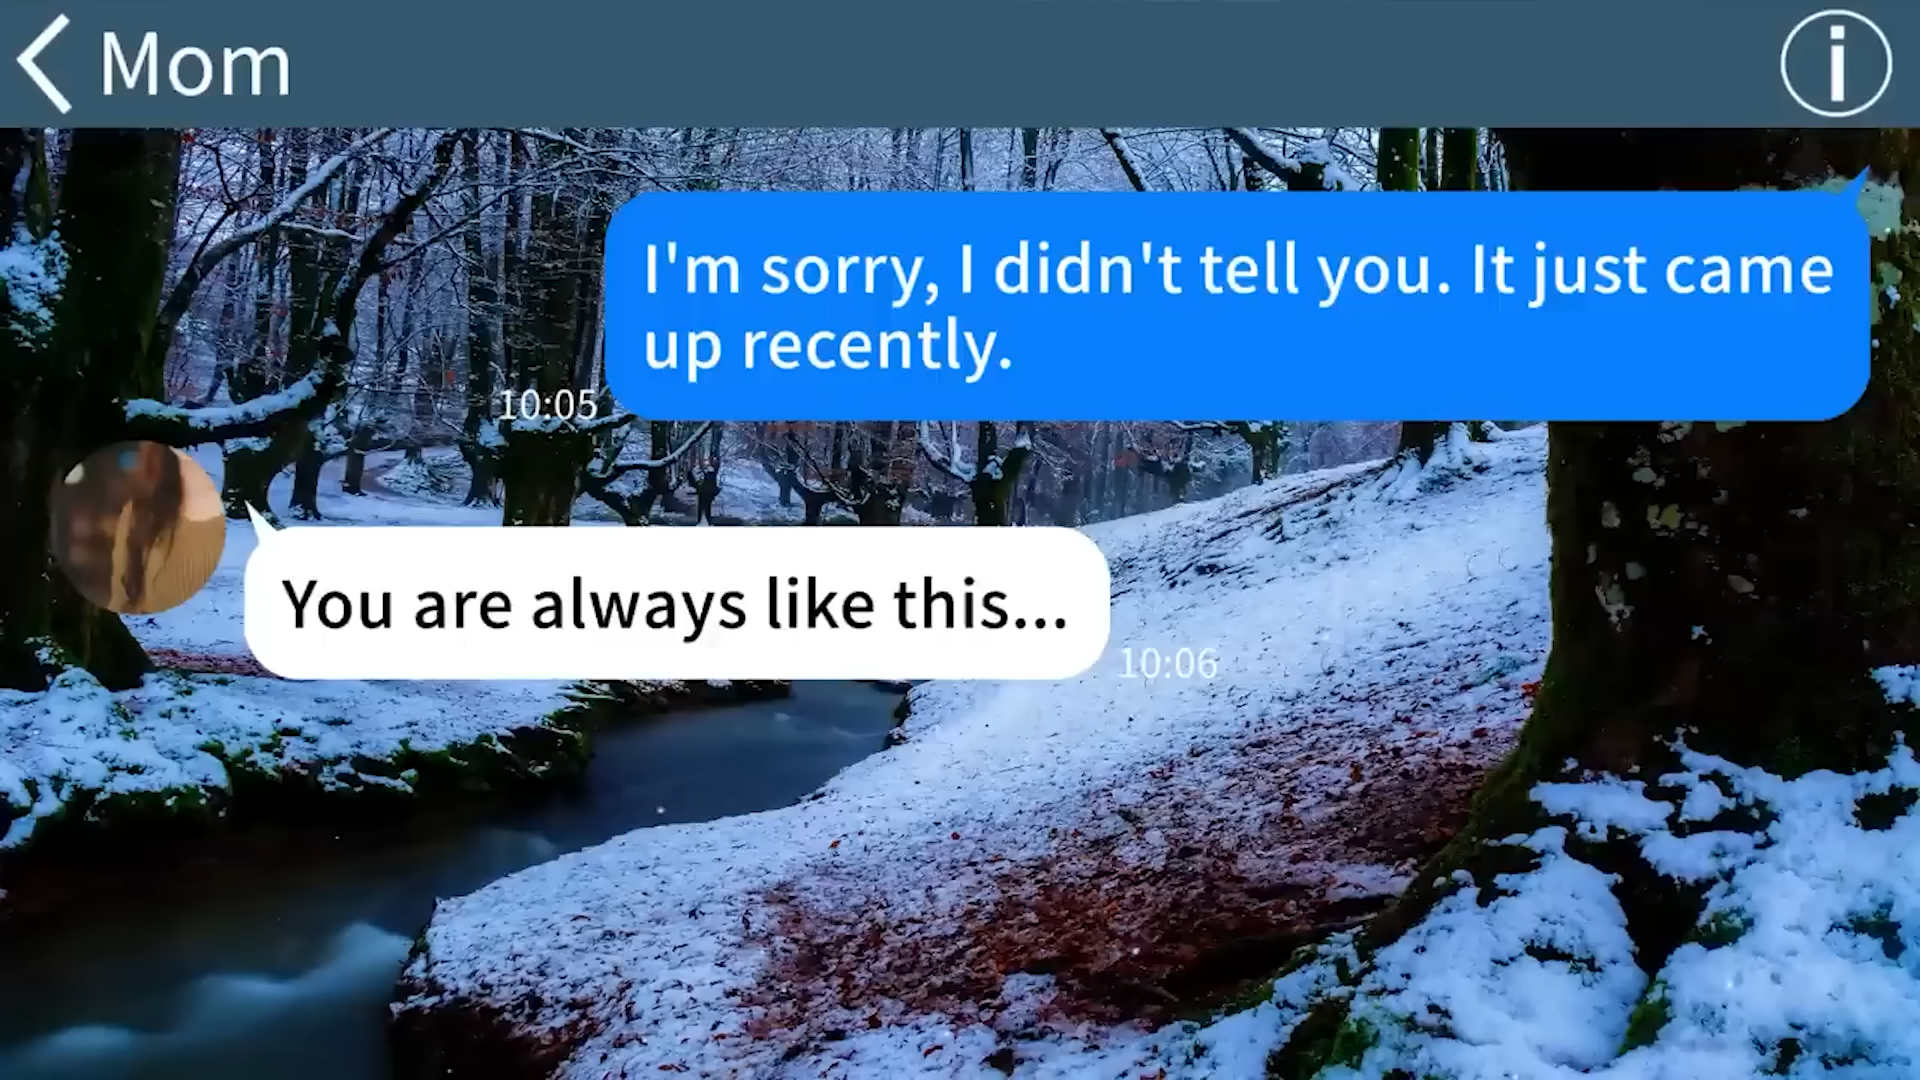 Mom
I'm sorry, I didn't tell you. It just came
up recently.
10:05
You are always like this...
10:06